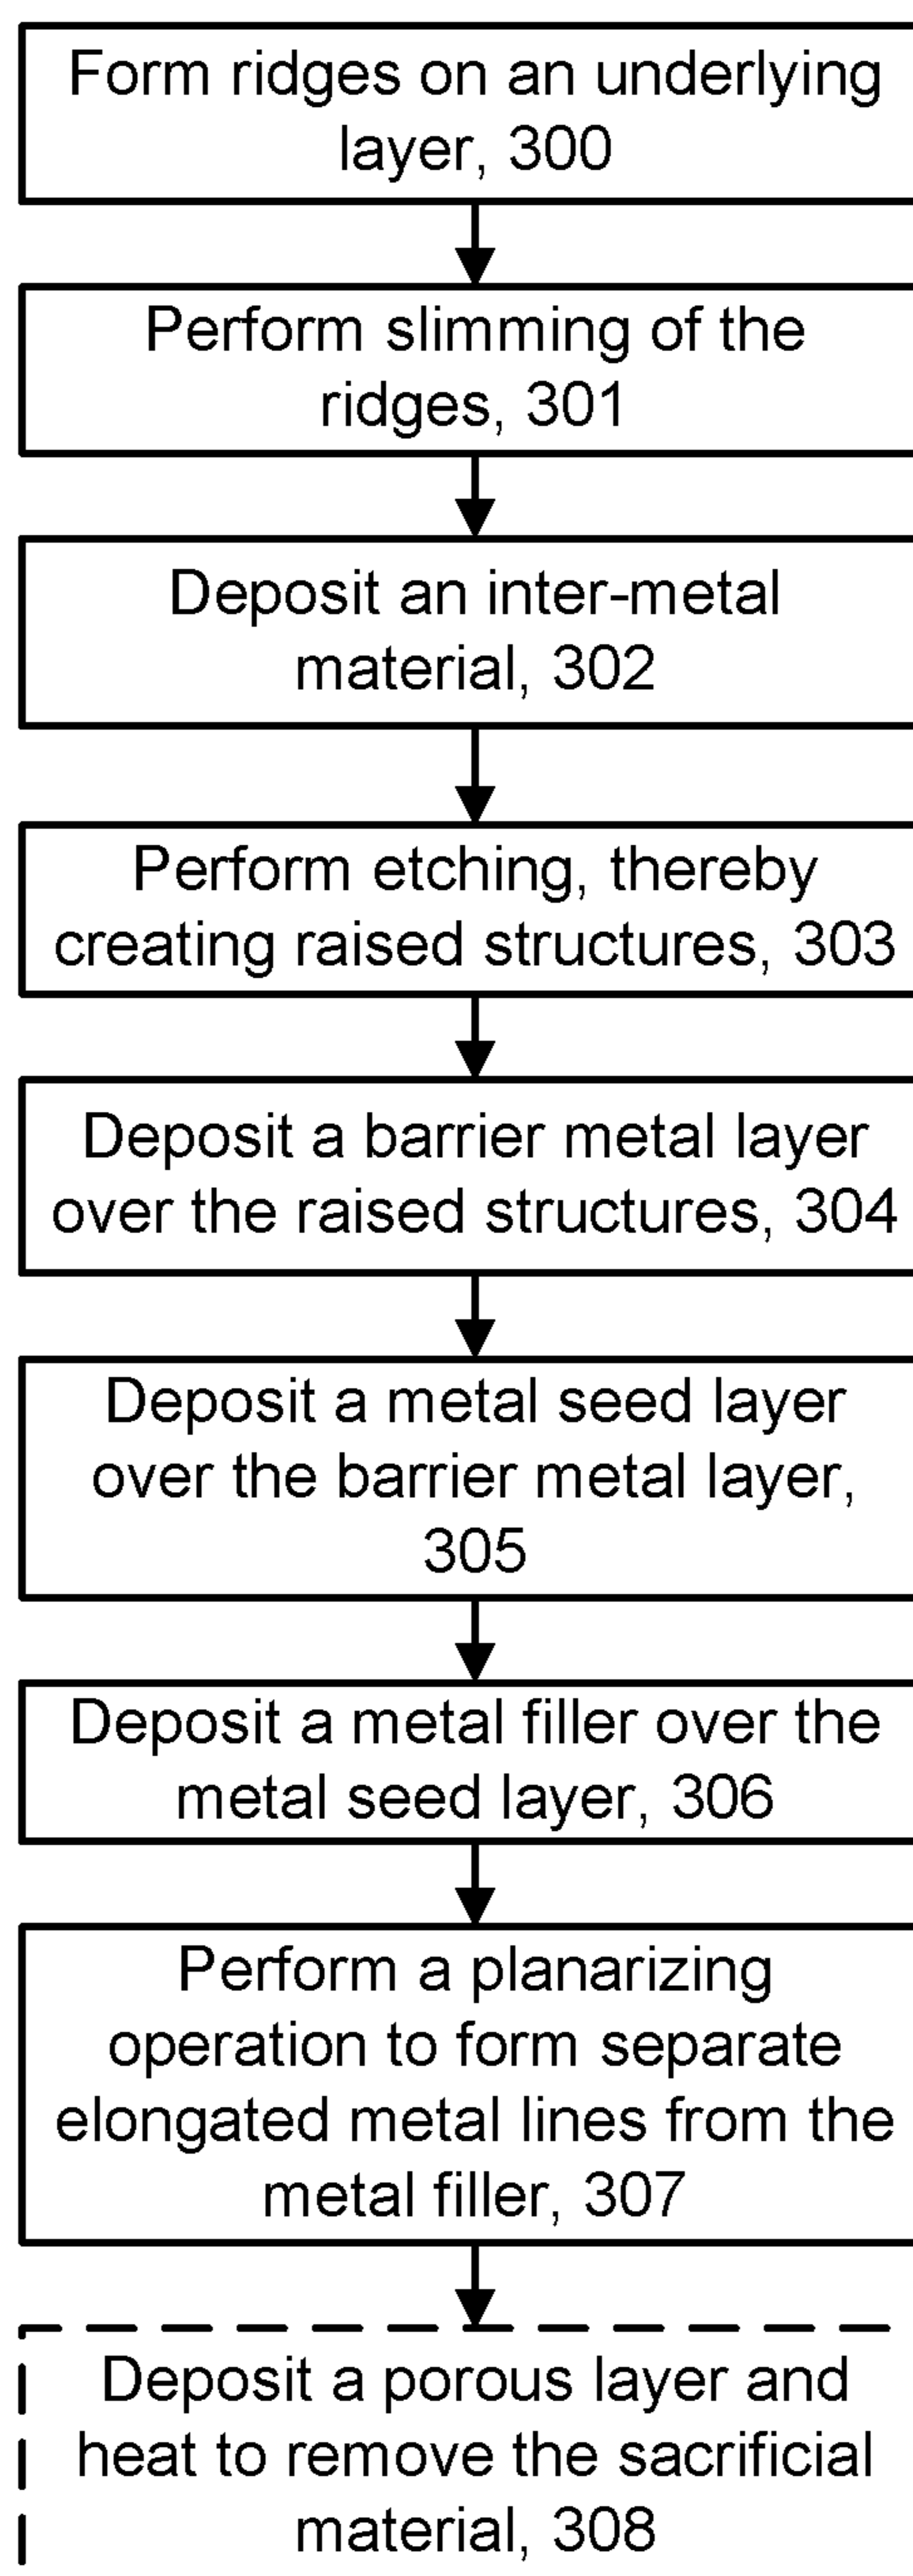 Form ridges on an underlying
layer, 300
Perform slimming of the
ridges, 301
Deposit an inter-metal
material, 302
Perform etching, thereby
creating raised structures, 303
Deposit a barrier metal layer
over the raised structures, 304
Deposit a metal seed layer
over the barrier metal layer,
305
Deposit a metal filler over the
metal seed layer, 306
Perform a planarizing
operation to form separate
elongated metal lines from the
metal filler, 307
Deposit a porous layer and
heat to remove the sacrificial
material, 308